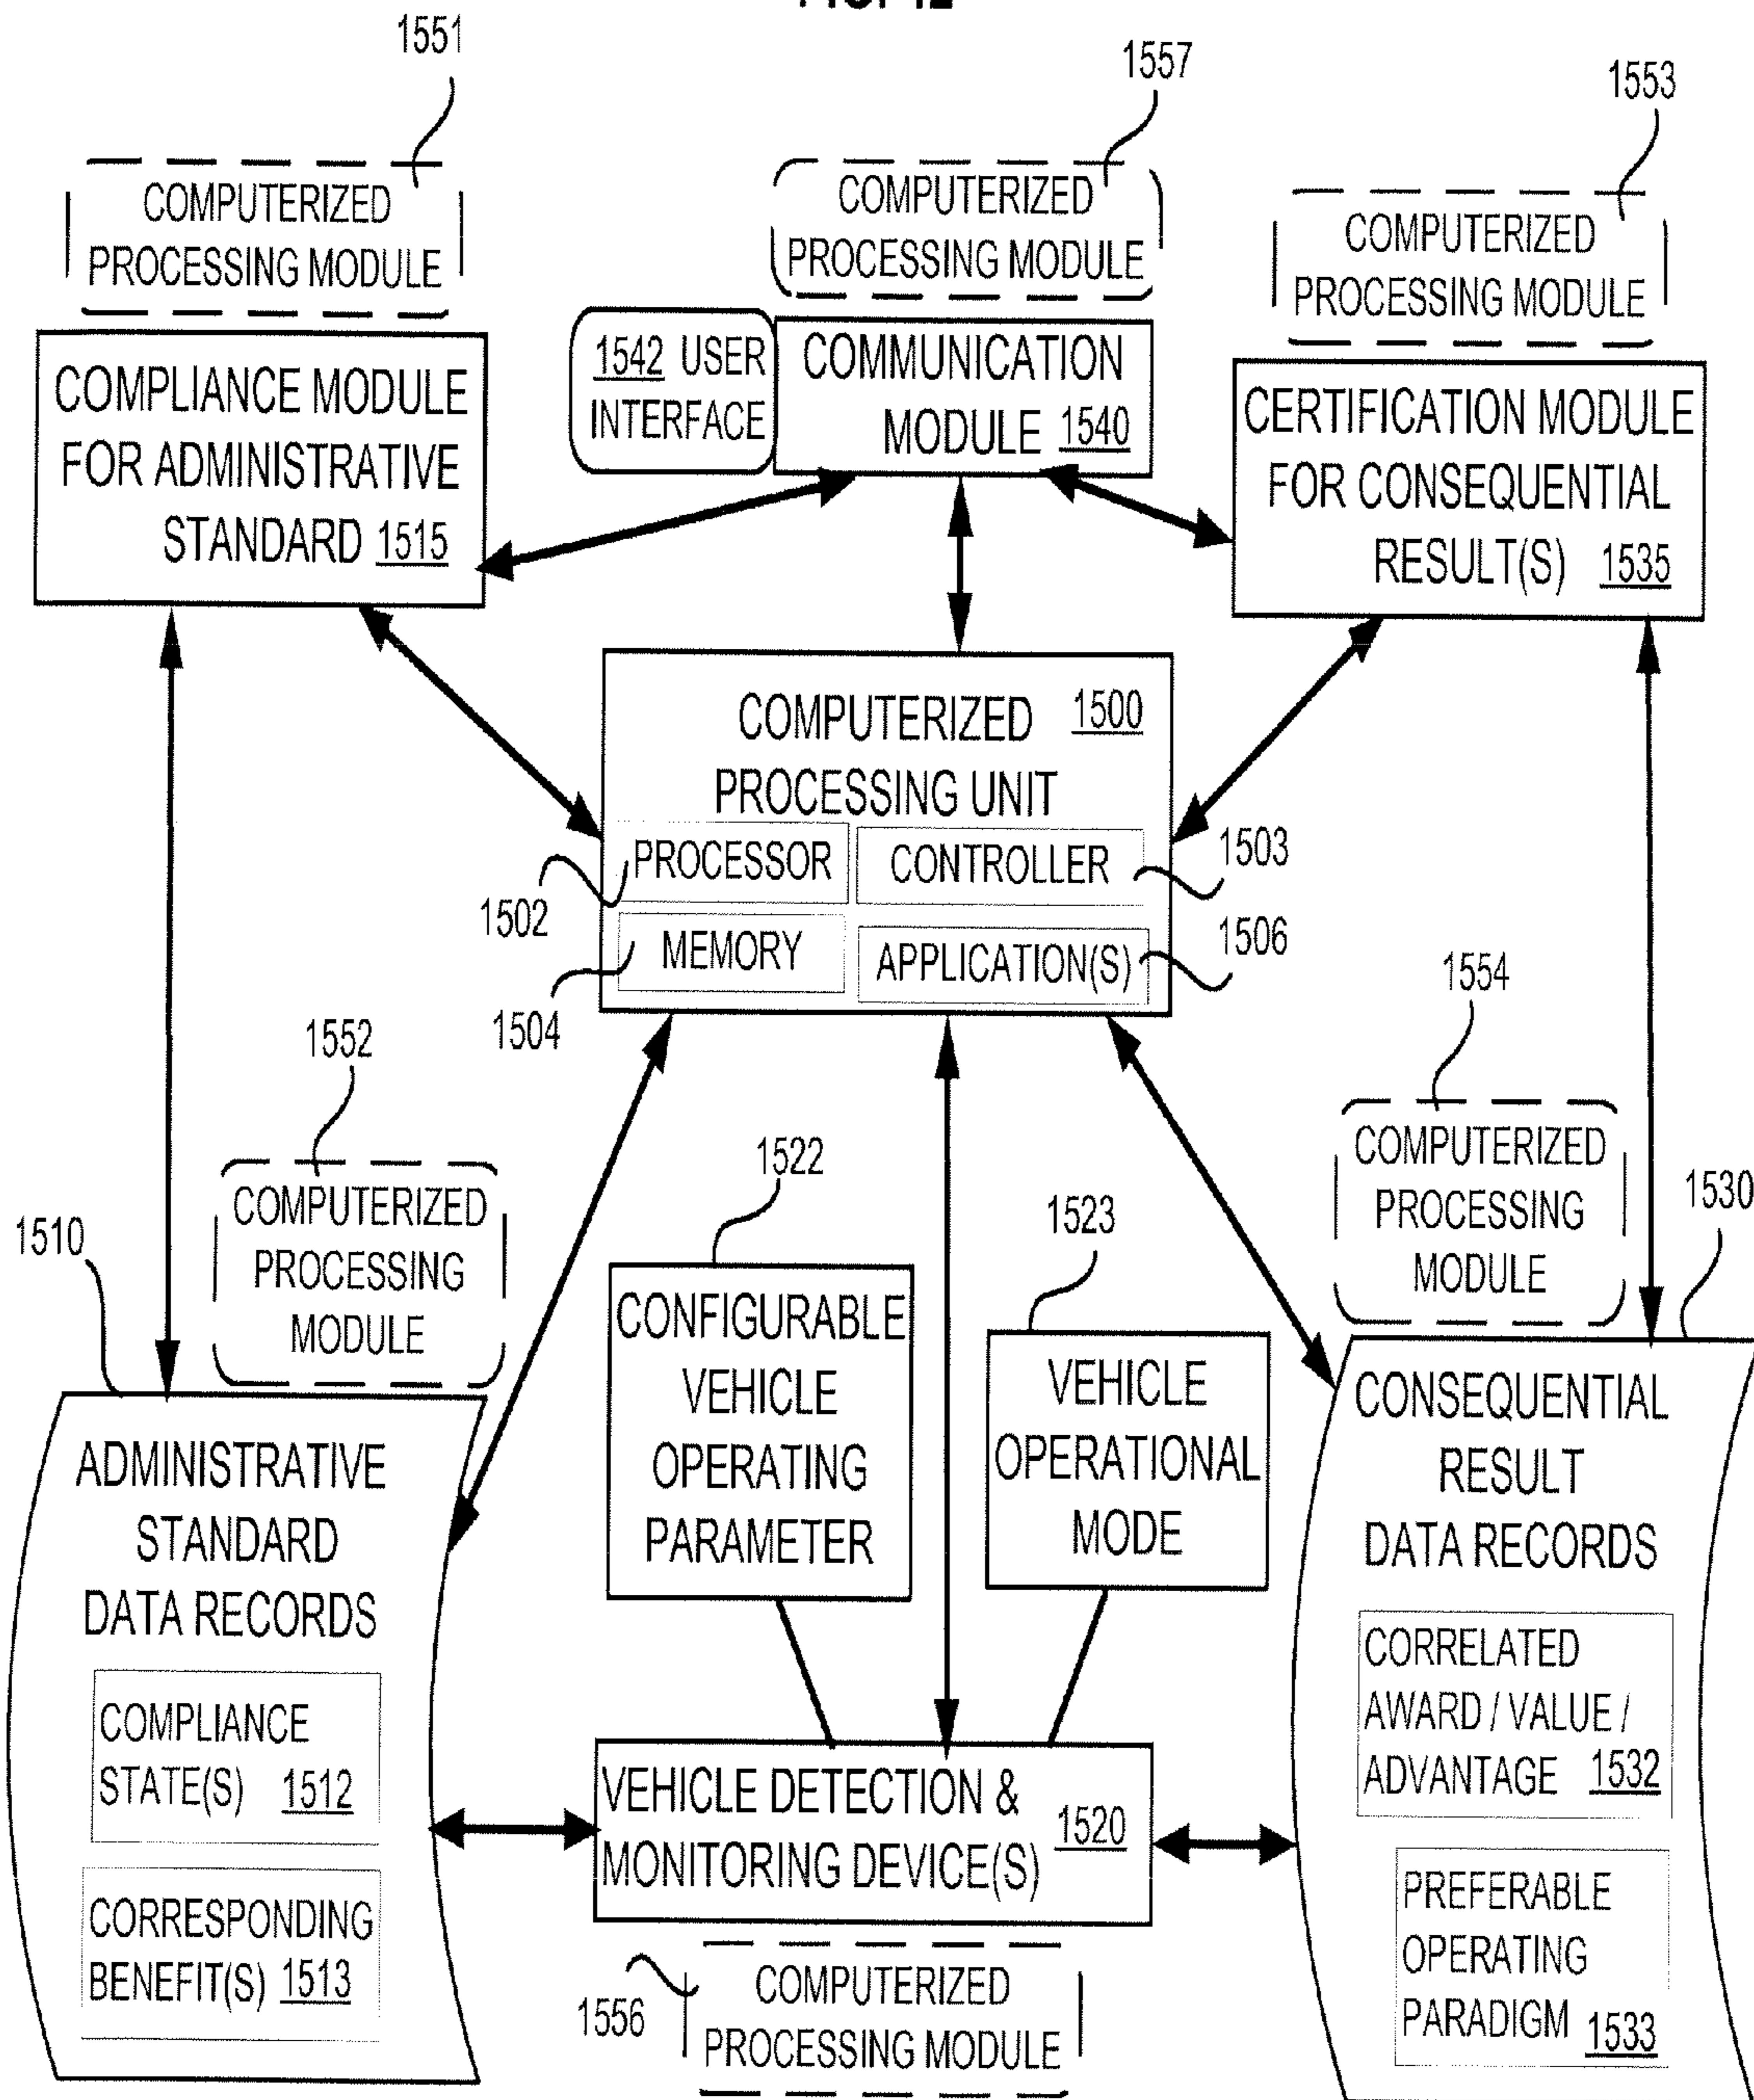 FIG. 12
1551
1557
1553
COMPUTERIZED
PROCESSING MODULE
COMPUTERIZED
PROCESSING MODULE
COMPUTERIZED
PROCESSING MODULE
COMPLIANCE MODULE
FOR ADMINISTRATIVE
STANDARD 1515
1542 USER
INTERFACE
COMMUNICATION
MODULE 1540
CERTIFICATION MODULE
FOR CONSEQUENTIAL
RESULT(S) 1535
COMPUTERIZED 1500
PROCESSING UNIT
PROCESSOR
CONTROLLER
1503
1502
MEMORY
APPLICATION(S)
1506
1504
1552
1554
COMPUTERIZED
PROCESSING
MODULE
1510
1522
1523
COMPUTERIZED
PROCESSING
MODULE
1530
CONFIGURABLE
VEHICLE
OPERATING
PARAMETER
VEHICLE
OPERATIONAL
MODE
ADMINISTRATIVE
STANDARD
DATA RECORDS
COMPLIANCE
STATE(S) 1512
CORRESPONDING
BENEFIT(S) 1513
CONSEQUENTIAL
RESULT
DATA RECORDS
CORRELATED
AWARD / VALUE /
ADVANTAGE 1532
PREFERABLE
OPERATING
PARADIGM 1533
VEHICLE DETECTION &
MONITORING DEVICE(S) 1520
1556
COMPUTERIZED
PROCESSING MODULE